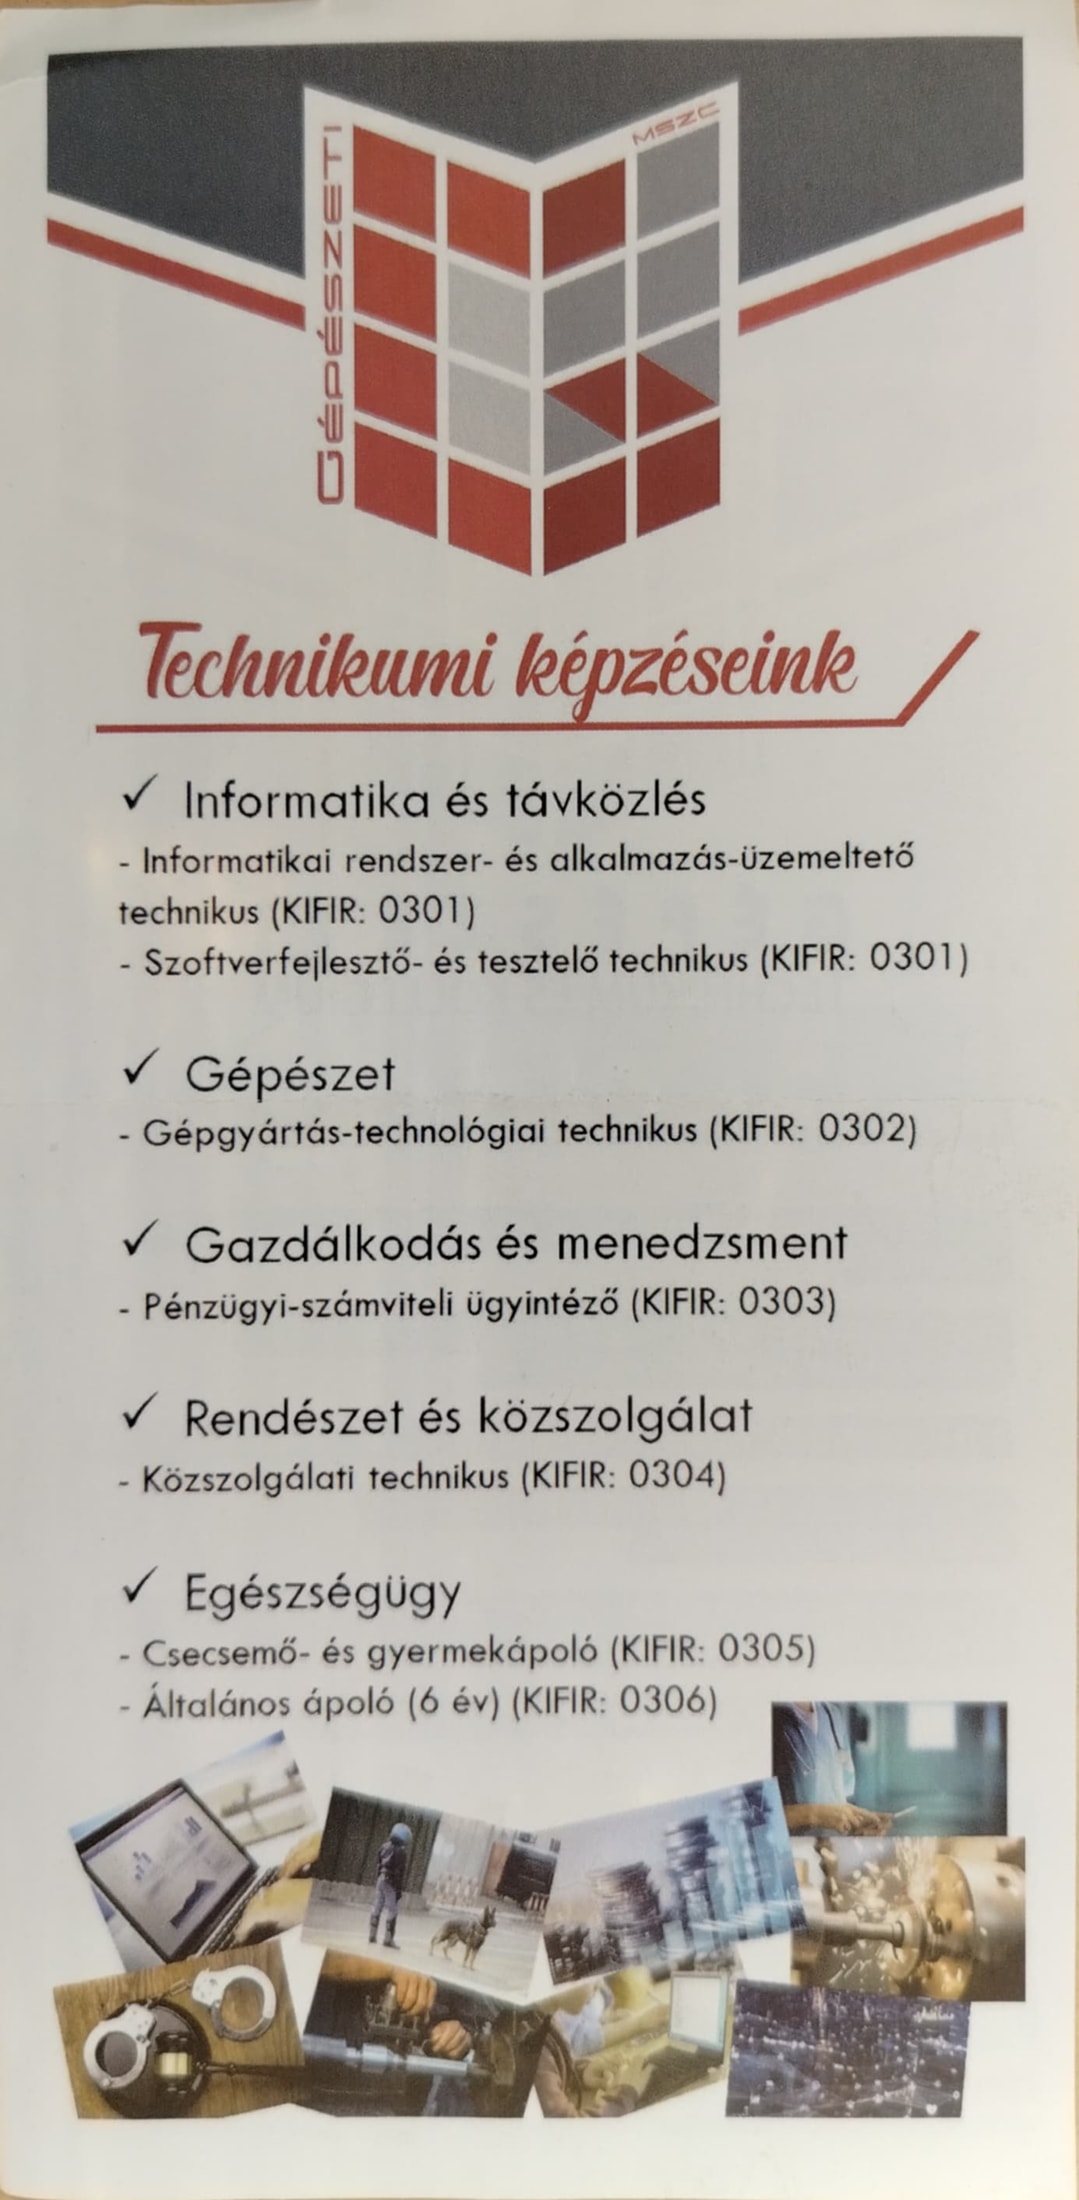 GÉPÉSZETI
MSZC
Technikumi képzéseink
✓ Informatika és távközlés
- Informatikai rendszer- és alkalmazás-üzemeltető
technikus (KIFIR: 0301)
- Szoftverfejlesztő- és tesztelő technikus (KIFIR: 0301)
✓ Gépészet
- Gépgyártás-technológiai technikus (KIFIR: 0302)
✓ Gazdálkodás és menedzsment
- Pénzügyi-számviteli ügyintéző (KIFIR: 0303)
✓ Rendészet és közszolgálat
- Közszolgálati technikus (KIFIR: 0304)
✓ Egészségügy
- Csecsemő- és gyermekápoló (KIFIR: 0305)
- Általános ápoló (6 év) (KIFIR: 0306)